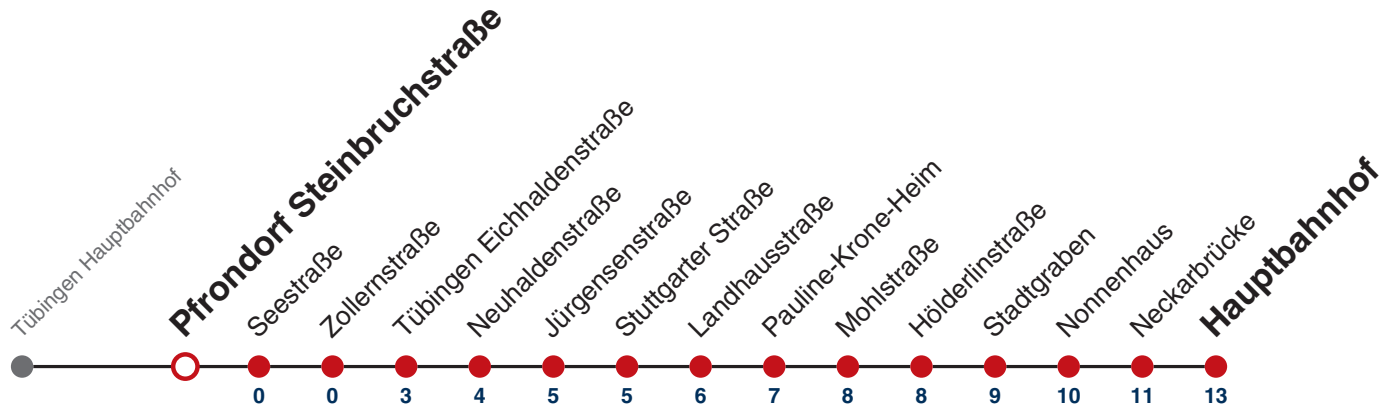 Tübingen Hauptbahnhof
Pfrondorf Steinbruchstraße
Seestraße
Zollernstraße
Tübingen Eichhaldenstraße
Neuhaldenstraße
Jürgensenstraße
Stuttgarter Straße
Landhausstraße
Pauline-Krone-Heim
Mohlstraße
Hölderlinstraße
Stadtgraben
Nonnenhaus
Neckarbrücke
Hauptbahnhof
0 0 3 4 5 5 6 7 8 8 9 10 11 13